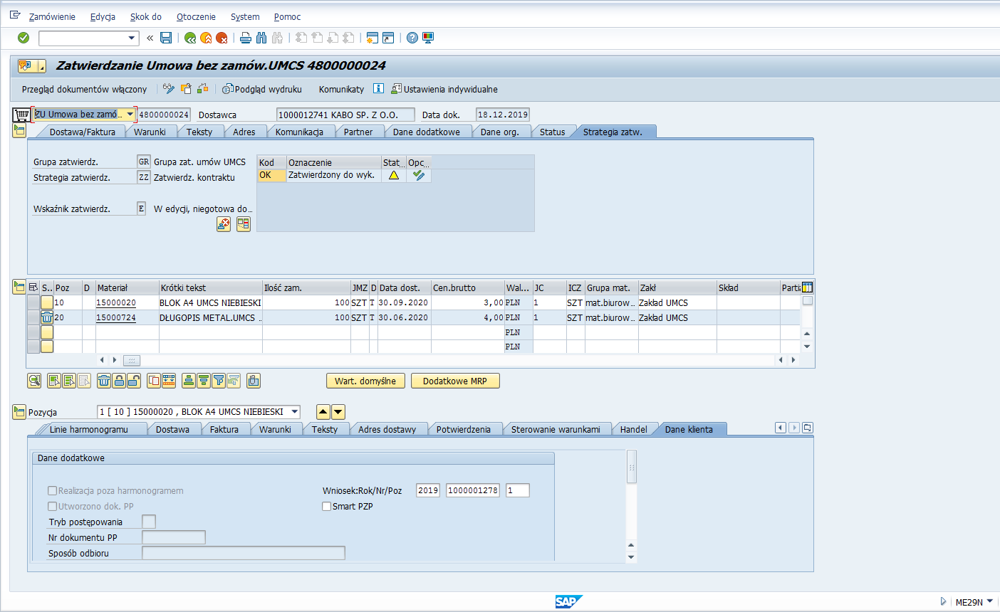 Zamówienie Edycja Skok do Otoczenie System Pomoc
Zatwierdzanie Umowa bez zamów.UMCS 4800000024
Przegląd dokumentów włączony Podgląd wydruku Komunikaty Ustawienia indywidualne
ZU Umowa bez zamó... 4800000024 Dostawca 1000012741 KABO SP. Z O.O. Data dok. 18.12.2019
Dostawa/Faktura Warunki Teksty Adres Komunikacja Partner Dane dodatkowe Dane org. Status Strategia zatw.
Grupa zatwierdz. GR Grupa zat. umów UMCS Kod Oznaczenie Stat... Opc...
Strategia zatwierdz. ZZ Zatwierdz. kontraktu OK Zatwierdzony do wyk.
Wskaźnik zatwierdz. E W edycji, niegotowa do...
S.. Poz D Materiał Krótki tekst Ilość zam. JMZ D Data dost. Cen.brutto Wal... JC ICZ Grupa mat. Zakł Skład Partia
10 15000020 BLOK A4 UMCS NIEBIESKI 100 SZT T 30.09.2020 3,00 PLN 1 SZT mat.biurow... Zakład UMCS
20 15000724 DŁUGOPIS METAL.UMCS ... 100 SZT T 30.06.2020 4,00 PLN 1 SZT mat.biurow... Zakład UMCS
PLN
PLN
Wart. domyślne Dodatkowe MRP
Pozycja 1 [ 10 ] 15000020 , BLOK A4 UMCS NIEBIESKI
Linie harmonogramu Dostawa Faktura Warunki Teksty Adres dostawy Potwierdzenia Sterowanie warunkami Handel Dane klienta
Dane dodatkowe
Realizacja poza harmonogramem Wniosek:Rok/Nr/Poz 2019 1000001278 1
Utworzono dok. PP Smart PZP
Tryb postępowania
Nr dokumentu PP
Sposób odbioru
SAP ME29N